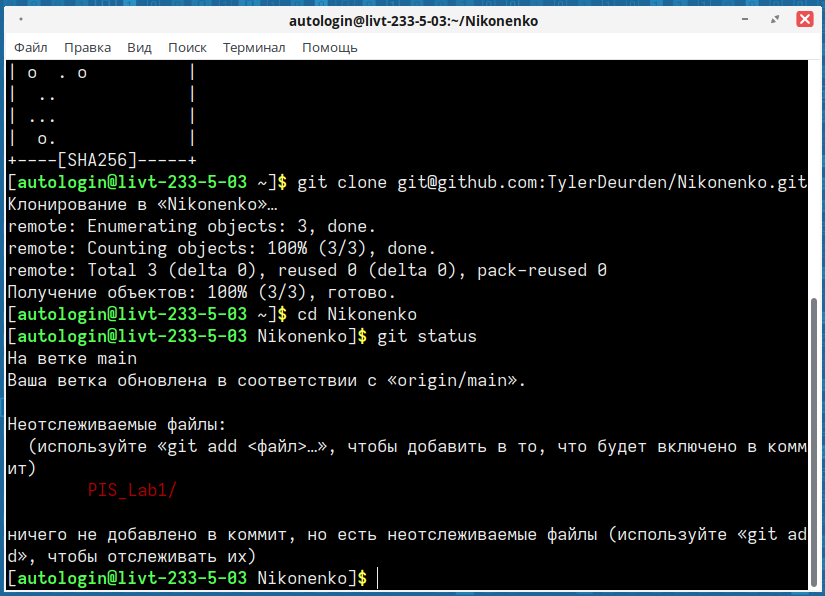 autologin@livt-233-5-03:~/Nikonenko
Файл Правка Вид Поиск Терминал Помощь
| o  . o          |
|   ..             |
|  ...             |
|   o.             |
+----[SHA256]-----+
[autologin@livt-233-5-03 ~]$ git clone git@github.com:TylerDeurden/Nikonenko.git
Клонирование в «Nikonenko»…
remote: Enumerating objects: 3, done.
remote: Counting objects: 100% (3/3), done.
remote: Total 3 (delta 0), reused 0 (delta 0), pack-reused 0
Получение объектов: 100% (3/3), готово.
[autologin@livt-233-5-03 ~]$ cd Nikonenko
[autologin@livt-233-5-03 Nikonenko]$ git status
На ветке main
Ваша ветка обновлена в соответствии с «origin/main».
Неотслеживаемые файлы:
  (используйте «git add <файл>…», чтобы добавить в то, что будет включено в комм
ит)
        PIS_Lab1/
ничего не добавлено в коммит, но есть неотслеживаемые файлы (используйте «git ad
d», чтобы отслеживать их)
[autologin@livt-233-5-03 Nikonenko]$